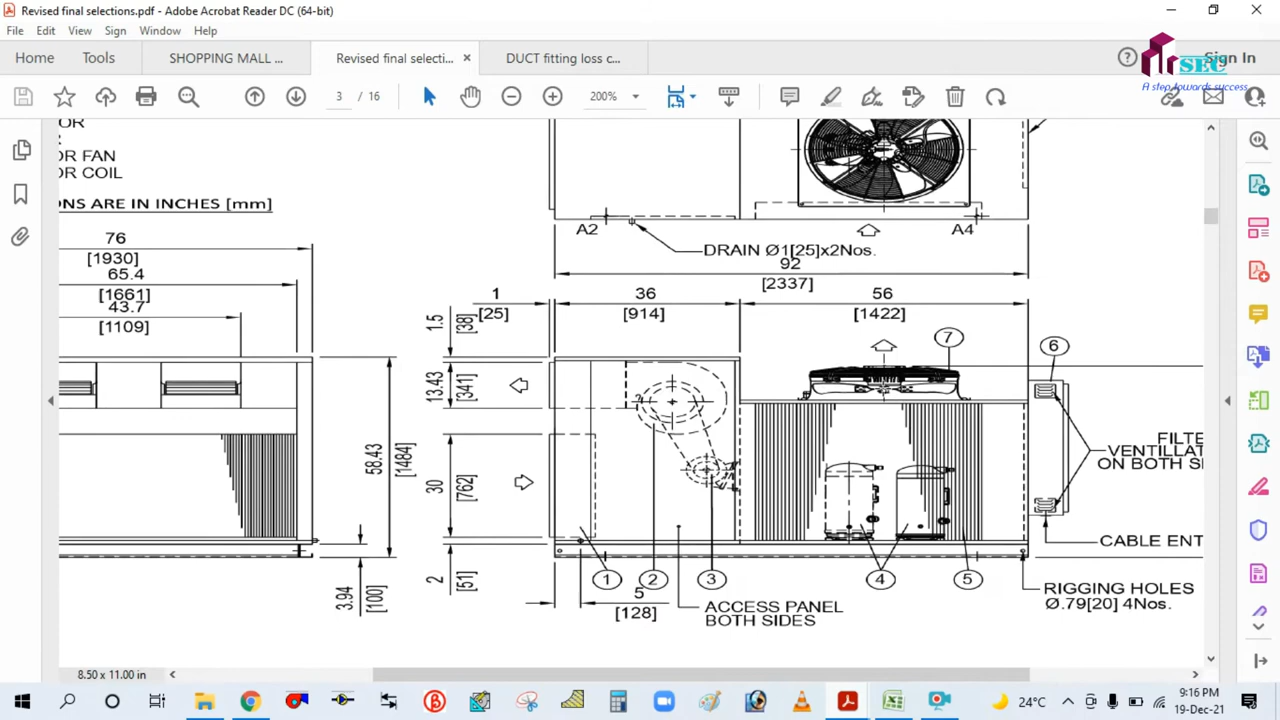 Revised final selections.pdf - Adobe Acrobat Reader DC (64-bit)
File Edit View Sign Window Help
Home Tools SHOPPING MALL ... Revised final selecti... × DUCT fitting loss c... Sign In
SEC
A step towards success
3 / 16 200%
OR
R
OR FAN
OR COIL
ONS ARE IN INCHES [mm]
A2 A4
DRAIN Ø1[25]x2Nos.
76
[1930]
65.4
[1661]
43.7
[1109]
92
[2337]
1
[25]
36
[914]
56
[1422]
1.5
[38]
13.43
[341]
30
[762]
2
[51]
58.43
[1484]
3.94
[100]
7
6
FILTE
VENTILLAT
ON BOTH S
CABLE ENT
1 2 3 4 5
5
[128]
ACCESS PANEL
BOTH SIDES
RIGGING HOLES
Ø.79[20] 4Nos.
8.50 x 11.00 in
24°C
9:16 PM
19-Dec-21